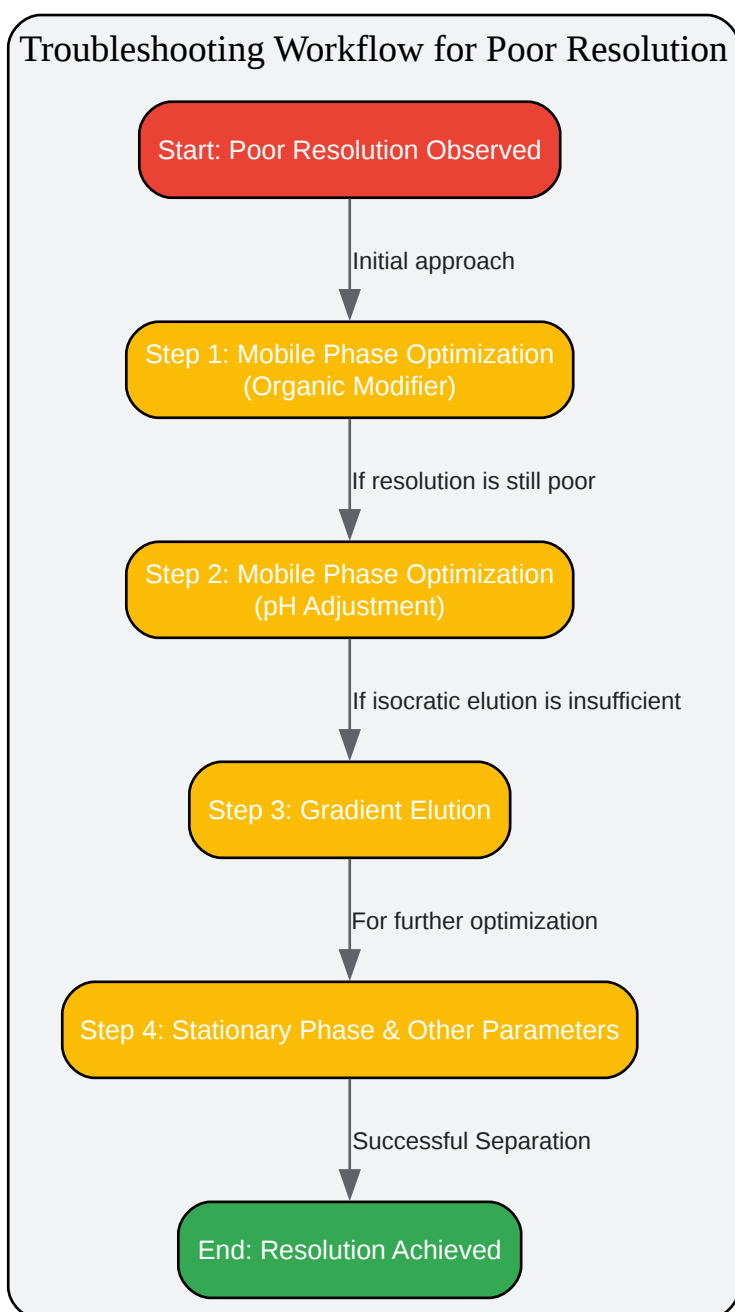 Troubleshooting Workflow for Poor Resolution
Start: Poor Resolution Observed
Initial approach
Step 1: Mobile Phase Optimization
(Organic Modifier)
If resolution is still poor
Step 2: Mobile Phase Optimization
(pH Adjustment)
If isocratic elution is insufficient
Step 3: Gradient Elution
For further optimization
Step 4: Stationary Phase & Other Parameters
Successful Separation
End: Resolution Achieved